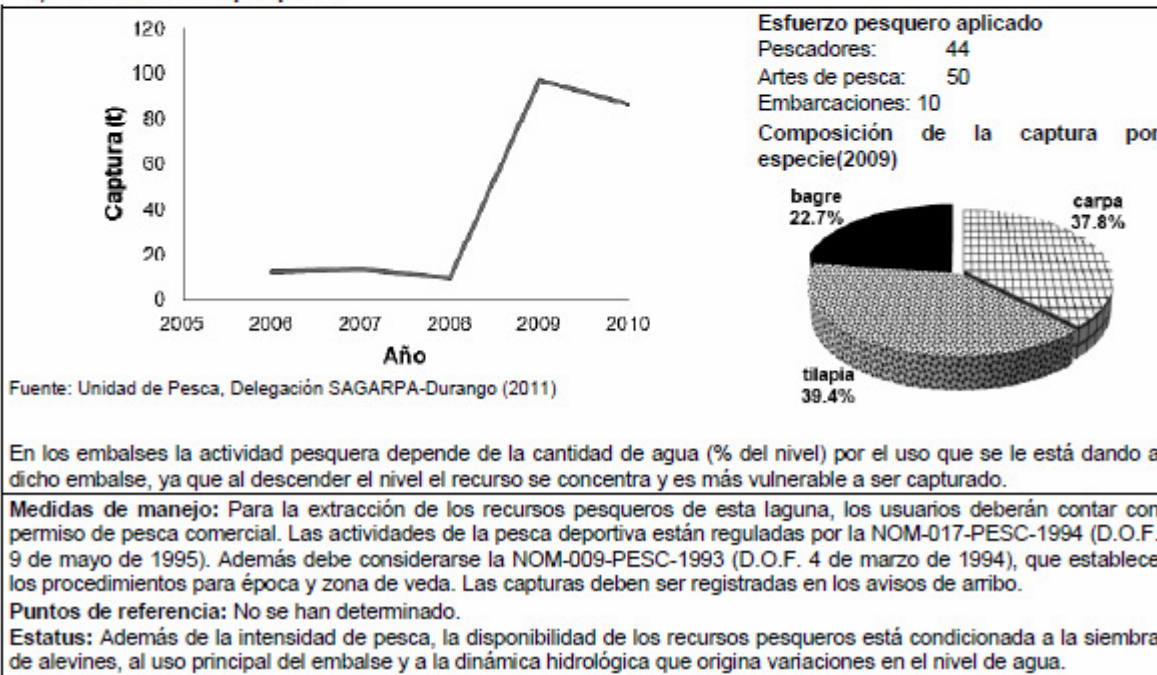 120
100
80
60
40
20
0
Captura (t)
2005 2006 2007 2008 2009 2010
Año
Fuente: Unidad de Pesca, Delegación SAGARPA-Durango (2011)
Esfuerzo pesquero aplicado
Pescadores: 44
Artes de pesca: 50
Embarcaciones: 10
Composición de la captura por
especie(2009)
bagre
22.7%
carpa
37.8%
tilapia
39.4%
En los embalses la actividad pesquera depende de la cantidad de agua (% del nivel) por el uso que se le está dando a
dicho embalse, ya que al descender el nivel el recurso se concentra y es más vulnerable a ser capturado.
Medidas de manejo: Para la extracción de los recursos pesqueros de esta laguna, los usuarios deberán contar con
permiso de pesca comercial. Las actividades de la pesca deportiva están reguladas por la NOM-017-PESC-1994 (D.O.F.
9 de mayo de 1995). Además debe considerarse la NOM-009-PESC-1993 (D.O.F. 4 de marzo de 1994), que establece
los procedimientos para época y zona de veda. Las capturas deben ser registradas en los avisos de arribo.
Puntos de referencia: No se han determinado.
Estatus: Además de la intensidad de pesca, la disponibilidad de los recursos pesqueros está condicionada a la siembra
de alevines, al uso principal del embalse y a la dinámica hidrológica que origina variaciones en el nivel de agua.